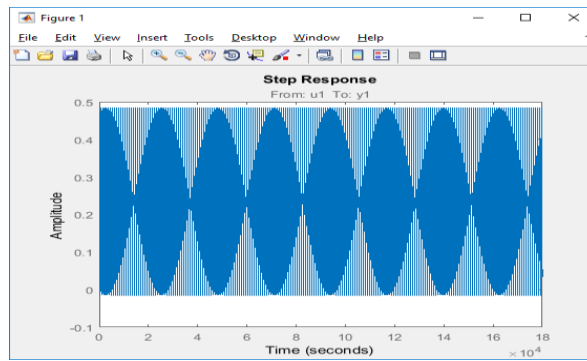 Figure 1
File Edit View Insert Tools Desktop Window Help
Step Response
From: u1 To: y1
Amplitude
0.5
0.4
0.3
0.2
0.1
0
-0.1
0 2 4 6 8 10 12 14 16 18
× 10^4
Time (seconds)